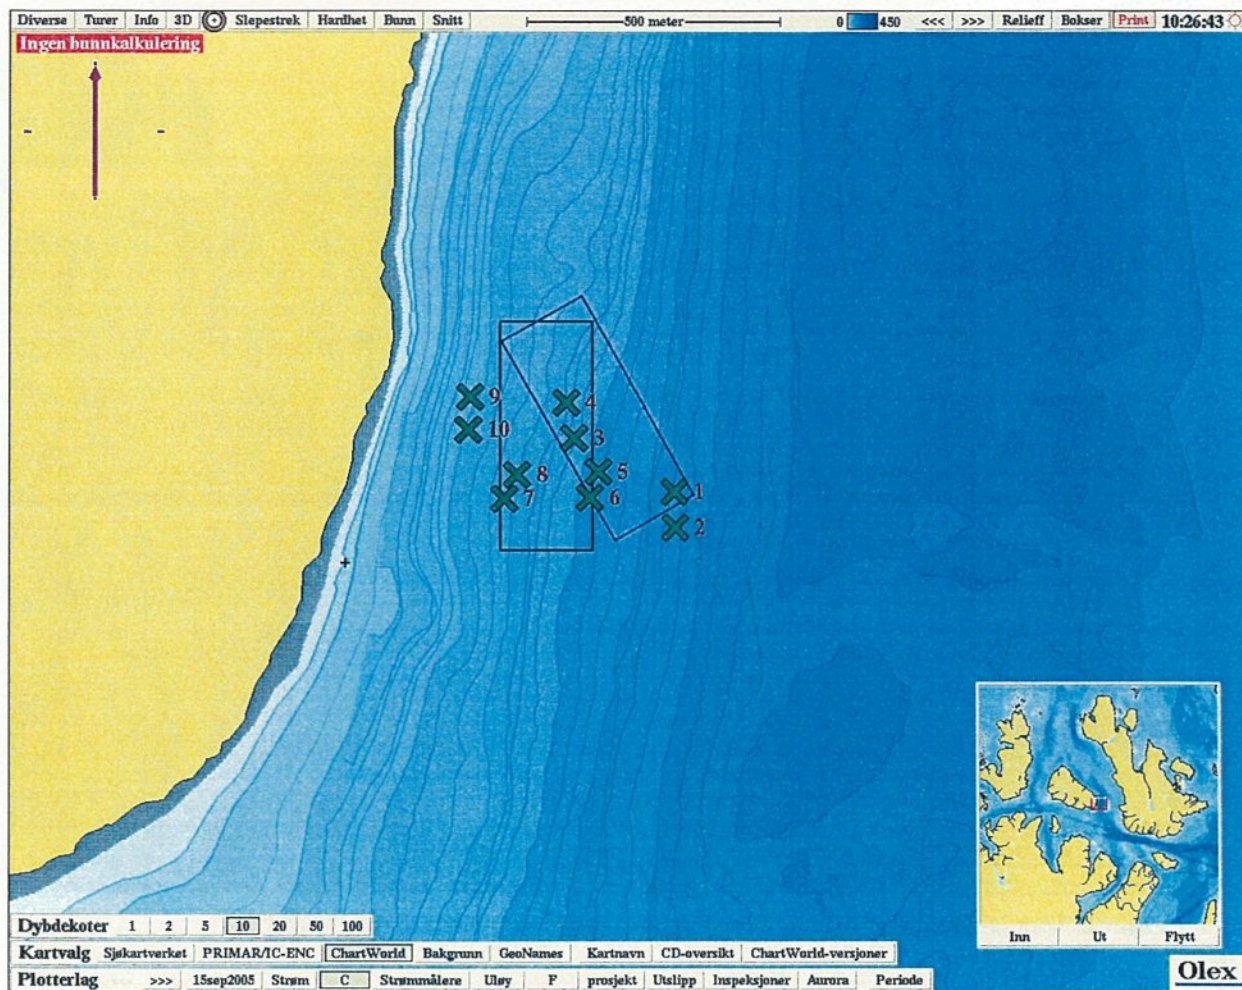 Diverse Turer Info 3D Slepestrek Hardhet Bunn Snitt 500 meter 0 450 <<< >>> Relieff Bokser Print 10:26:43
Ingen bunnkalkulering
9
4
10
3
8
5
7
6
1
2
Inn Ut Flytt
Dybdekoter 1 2 5 10 20 50 100
Kartvalg Sjøkartverket PRIMAR/IC-ENC ChartWorld Bakgrunn GeoNames Kartnavn CD-oversikt ChartWorld-versjoner
Plotterlag >>> 15sep2005 Strøm C Strømmålere Uløy F prosjekt Utslipp Inspeksjoner Aurora Periode
Olex